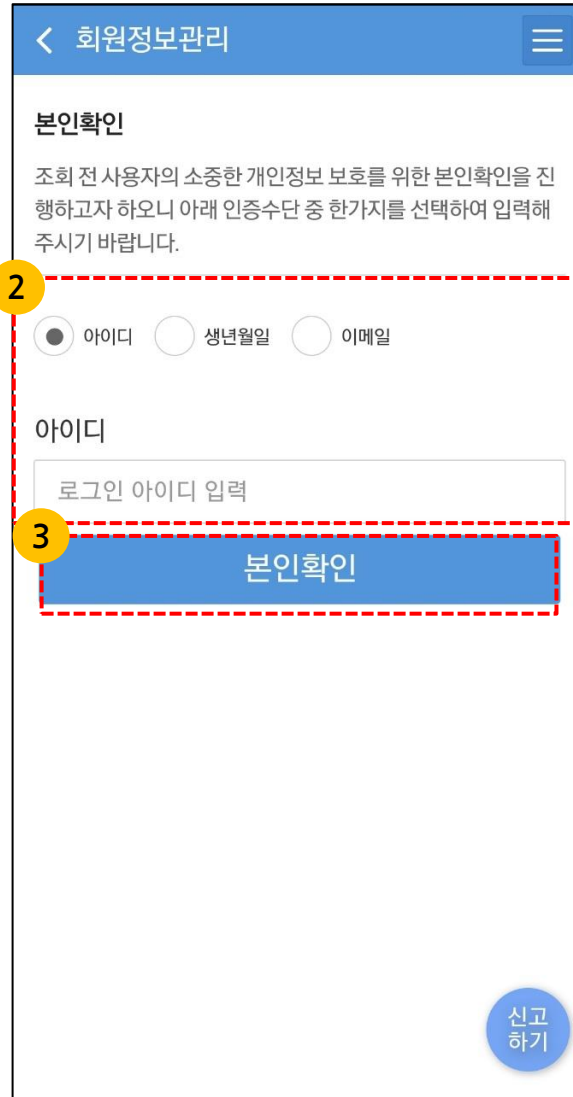 회원정보관리
본인확인
조회 전 사용자의 소중한 개인정보 보호를 위한 본인확인을 진
행하고자 하오니 아래 인증수단 중 한가지를 선택하여 입력해
주시기 바랍니다.
2
아이디 생년월일 이메일
아이디
로그인 아이디 입력
3
본인확인
신고
하기